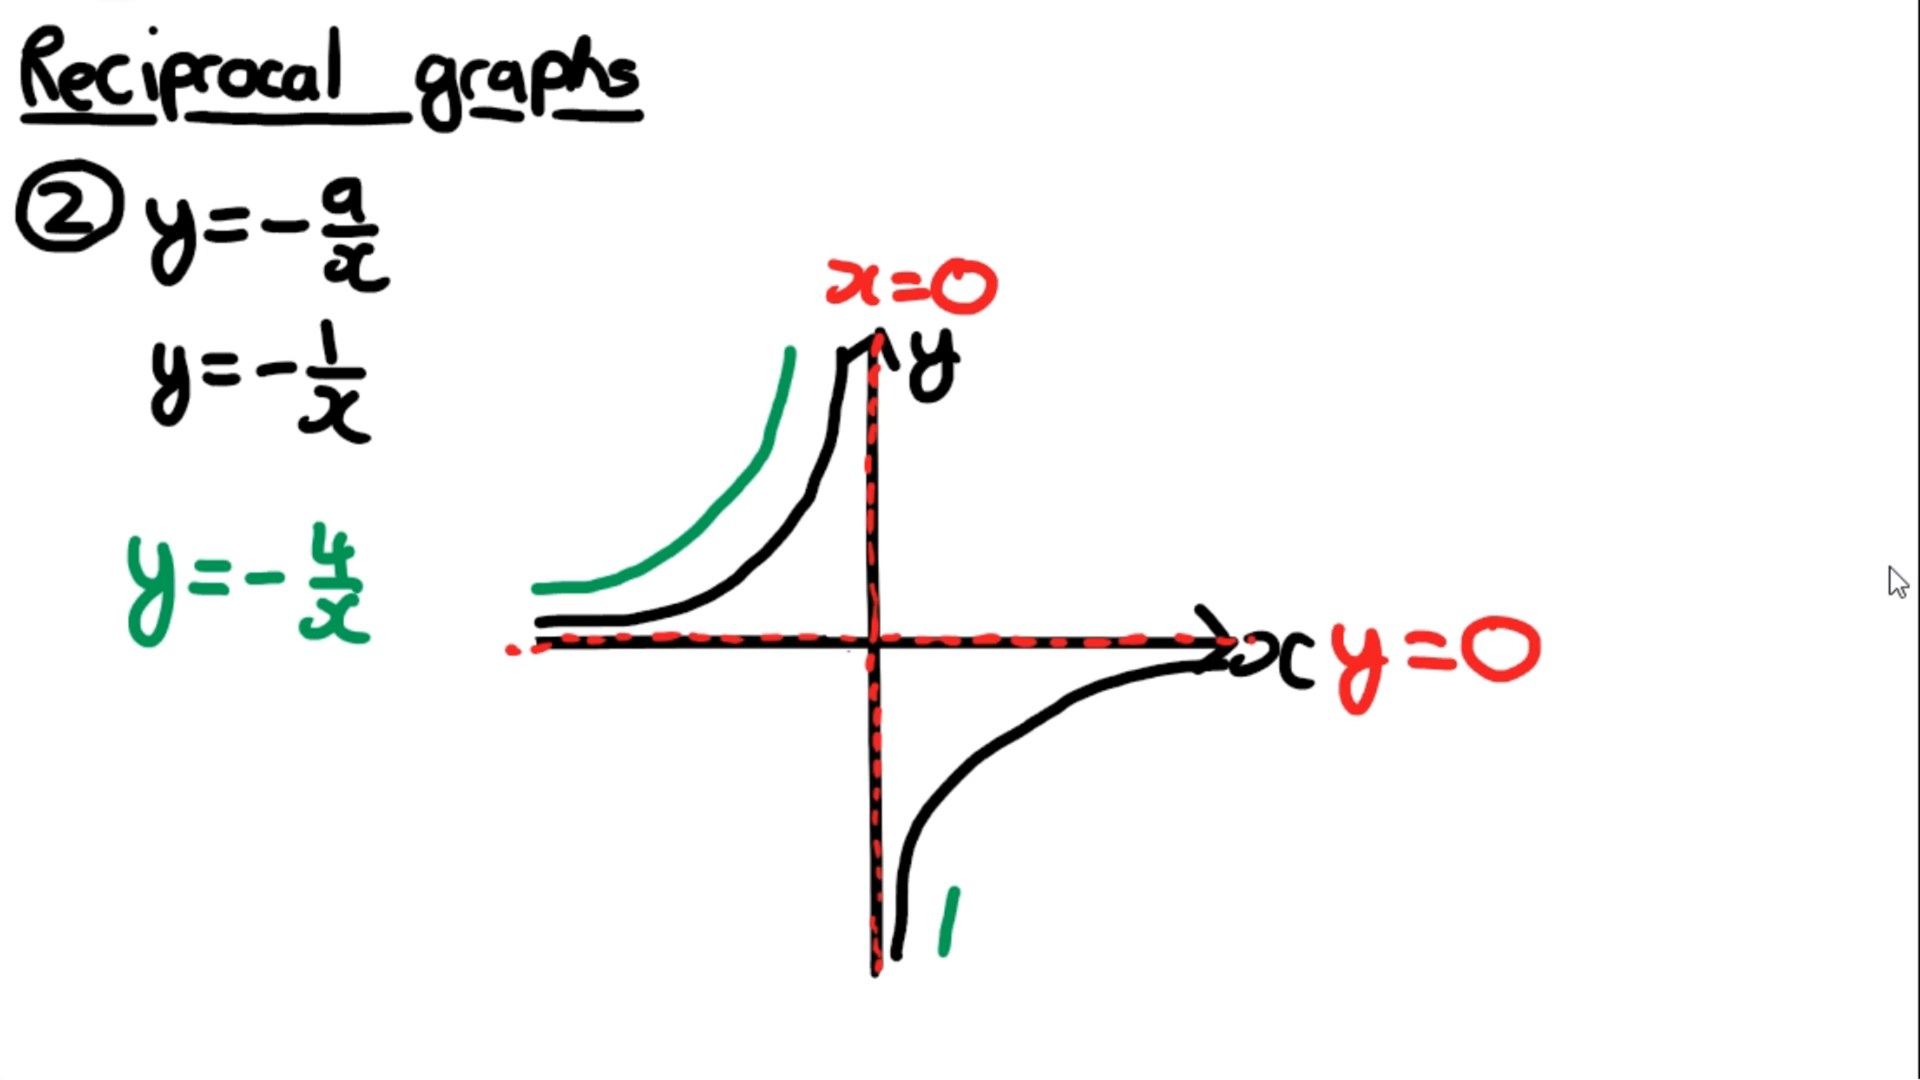 Reciprocal graphs
② y = - a/x
y = - 1/x
x = 0
y
y = - 4/x
x y = 0